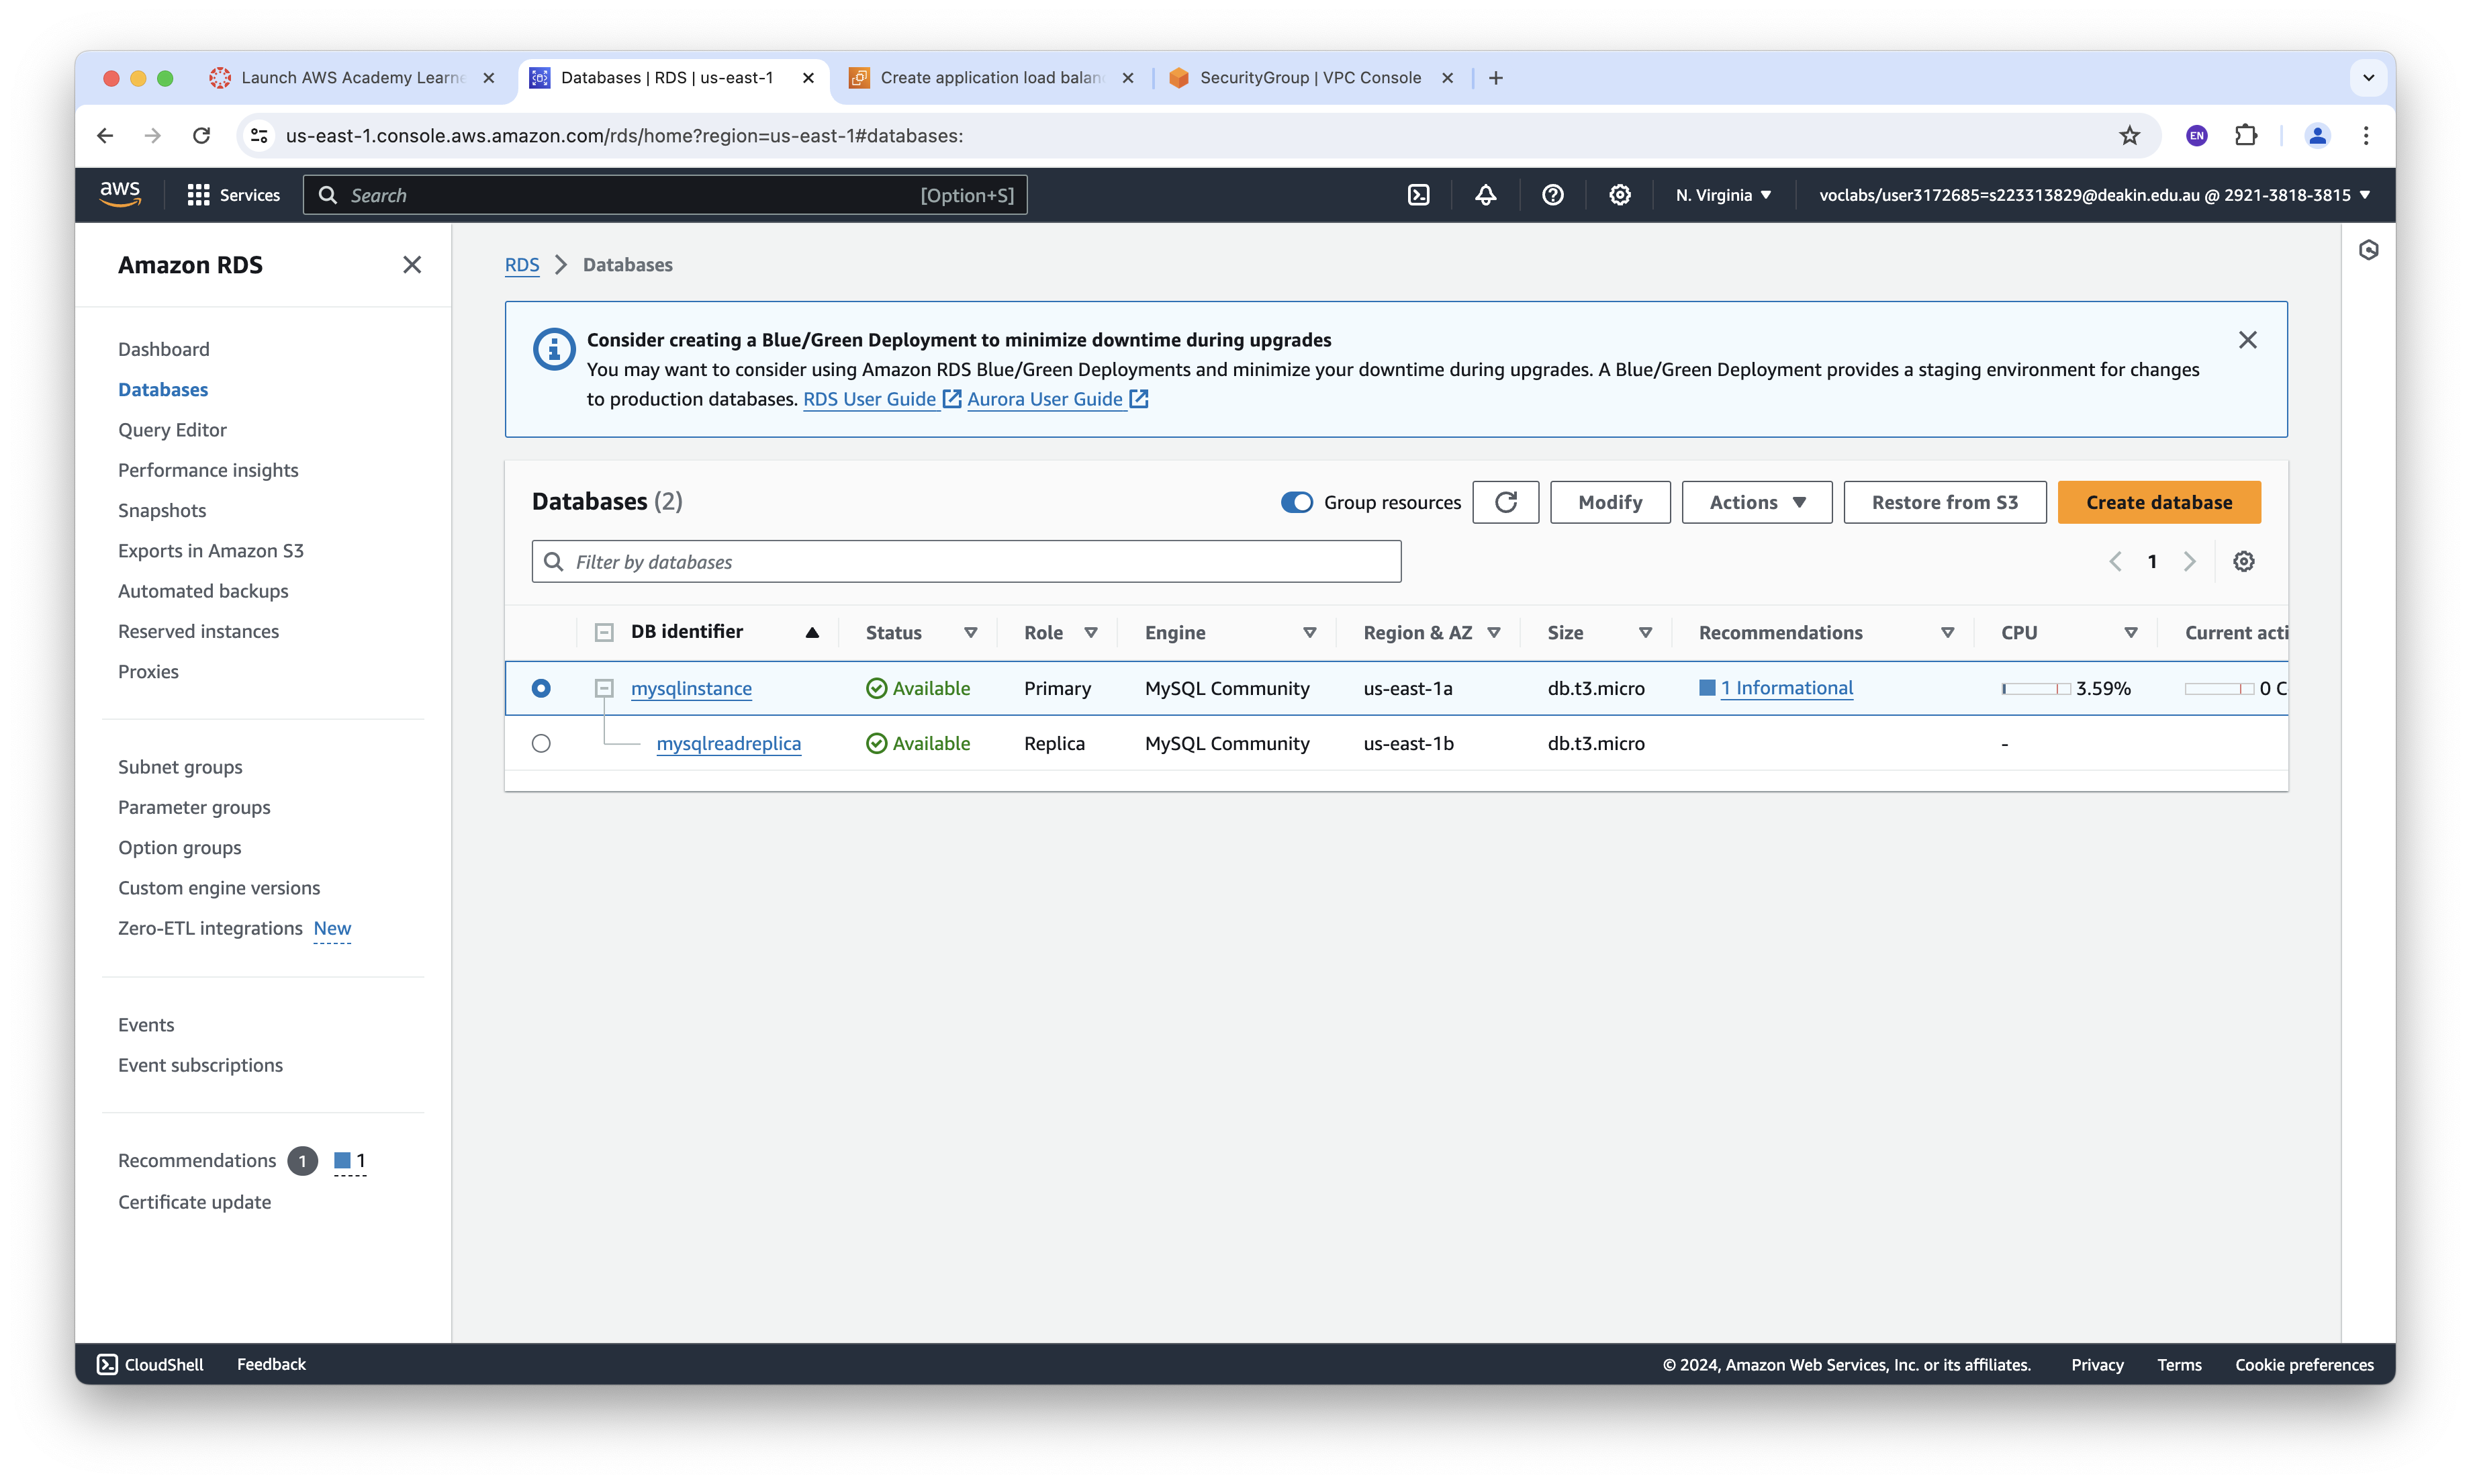 Launch AWS Academy Learne
Databases | RDS | us-east-1
Create application load balan
SecurityGroup | VPC Console
us-east-1.console.aws.amazon.com/rds/home?region=us-east-1#databases:
EN
aws
Services
Search
[Option+S]
N. Virginia
voclabs/user3172685=s223313829@deakin.edu.au @ 2921-3818-3815
Amazon RDS
Dashboard
Databases
Query Editor
Performance insights
Snapshots
Exports in Amazon S3
Automated backups
Reserved instances
Proxies
Subnet groups
Parameter groups
Option groups
Custom engine versions
Zero-ETL integrations New
Events
Event subscriptions
Recommendations 1 1
Certificate update
RDS > Databases
Consider creating a Blue/Green Deployment to minimize downtime during upgrades
You may want to consider using Amazon RDS Blue/Green Deployments and minimize your downtime during upgrades. A Blue/Green Deployment provides a staging environment for changes
to production databases. RDS User Guide Aurora User Guide
Databases (2)
Group resources
Modify
Actions
Restore from S3
Create database
Filter by databases
1
DB identifier Status Role Engine Region & AZ Size Recommendations CPU Current acti
mysqlinstance Available Primary MySQL Community us-east-1a db.t3.micro 1 Informational 3.59% 0 C
mysqlreadreplica Available Replica MySQL Community us-east-1b db.t3.micro -
CloudShell Feedback © 2024, Amazon Web Services, Inc. or its affiliates. Privacy Terms Cookie preferences